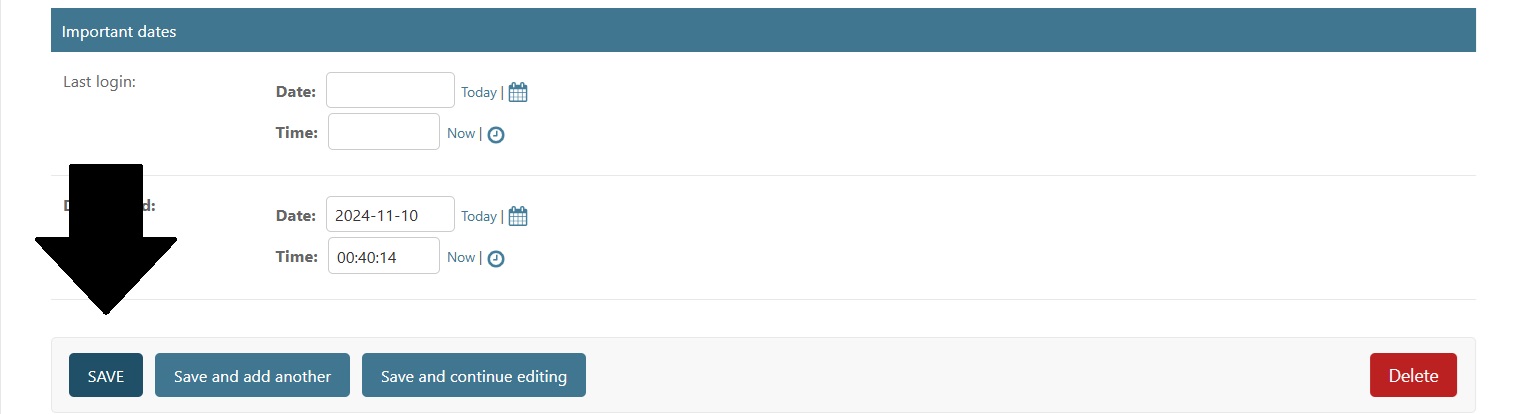 Important dates
Last login:
Date: Today |
Time: Now |
Date: 2024-11-10 Today |
Time: 00:40:14 Now |
SAVE Save and add another Save and continue editing Delete